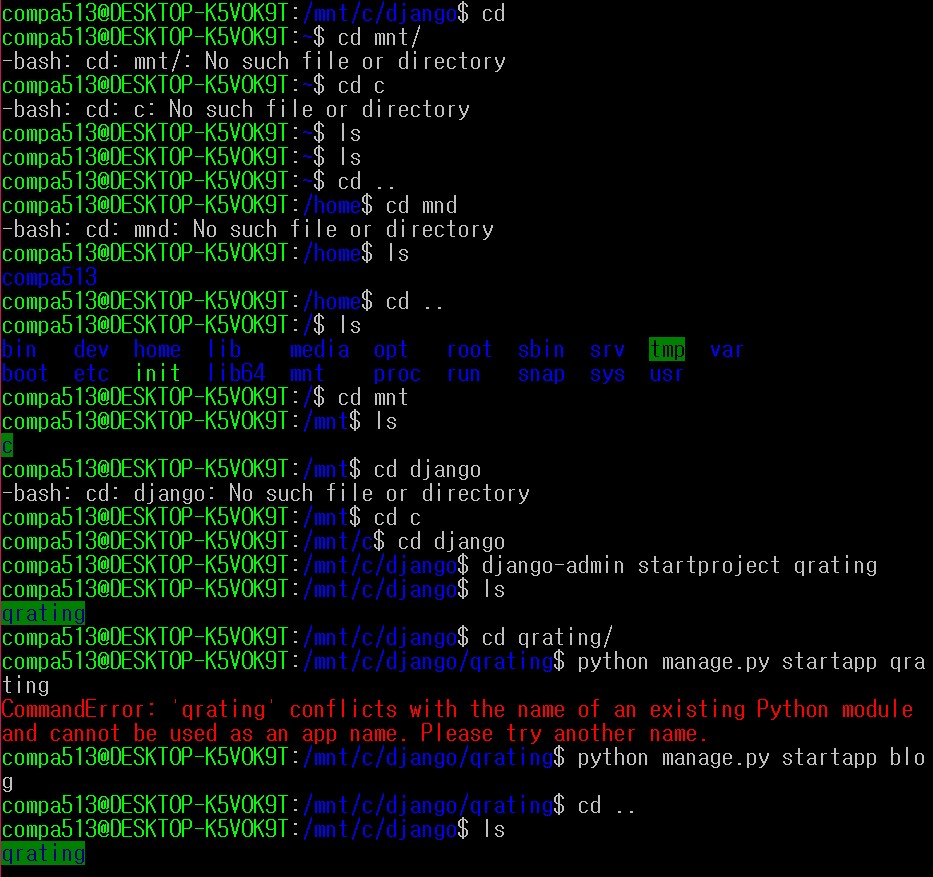 compa513@DESKTOP-K5VOK9T:/mnt/c/django$ cd
compa513@DESKTOP-K5VOK9T:~$ cd mnt/
-bash: cd: mnt/: No such file or directory
compa513@DESKTOP-K5VOK9T:~$ cd c
-bash: cd: c: No such file or directory
compa513@DESKTOP-K5VOK9T:~$ ls
compa513@DESKTOP-K5VOK9T:~$ ls
compa513@DESKTOP-K5VOK9T:~$ cd ..
compa513@DESKTOP-K5VOK9T:/home$ cd mnd
-bash: cd: mnd: No such file or directory
compa513@DESKTOP-K5VOK9T:/home$ ls
compa513
compa513@DESKTOP-K5VOK9T:/home$ cd ..
compa513@DESKTOP-K5VOK9T:/$ ls
bin dev home lib media opt root sbin srv tmp var
boot etc init lib64 mnt proc run snap sys usr
compa513@DESKTOP-K5VOK9T:/$ cd mnt
compa513@DESKTOP-K5VOK9T:/mnt$ ls
c
compa513@DESKTOP-K5VOK9T:/mnt$ cd django
-bash: cd: django: No such file or directory
compa513@DESKTOP-K5VOK9T:/mnt$ cd c
compa513@DESKTOP-K5VOK9T:/mnt/c$ cd django
compa513@DESKTOP-K5VOK9T:/mnt/c/django$ django-admin startproject qrating
compa513@DESKTOP-K5VOK9T:/mnt/c/django$ ls
qrating
compa513@DESKTOP-K5VOK9T:/mnt/c/django$ cd qrating/
compa513@DESKTOP-K5VOK9T:/mnt/c/django/qrating$ python manage.py startapp qra
ting
CommandError: 'qrating' conflicts with the name of an existing Python module
and cannot be used as an app name. Please try another name.
compa513@DESKTOP-K5VOK9T:/mnt/c/django/qrating$ python manage.py startapp blo
g
compa513@DESKTOP-K5VOK9T:/mnt/c/django/qrating$ cd ..
compa513@DESKTOP-K5VOK9T:/mnt/c/django$ ls
qrating